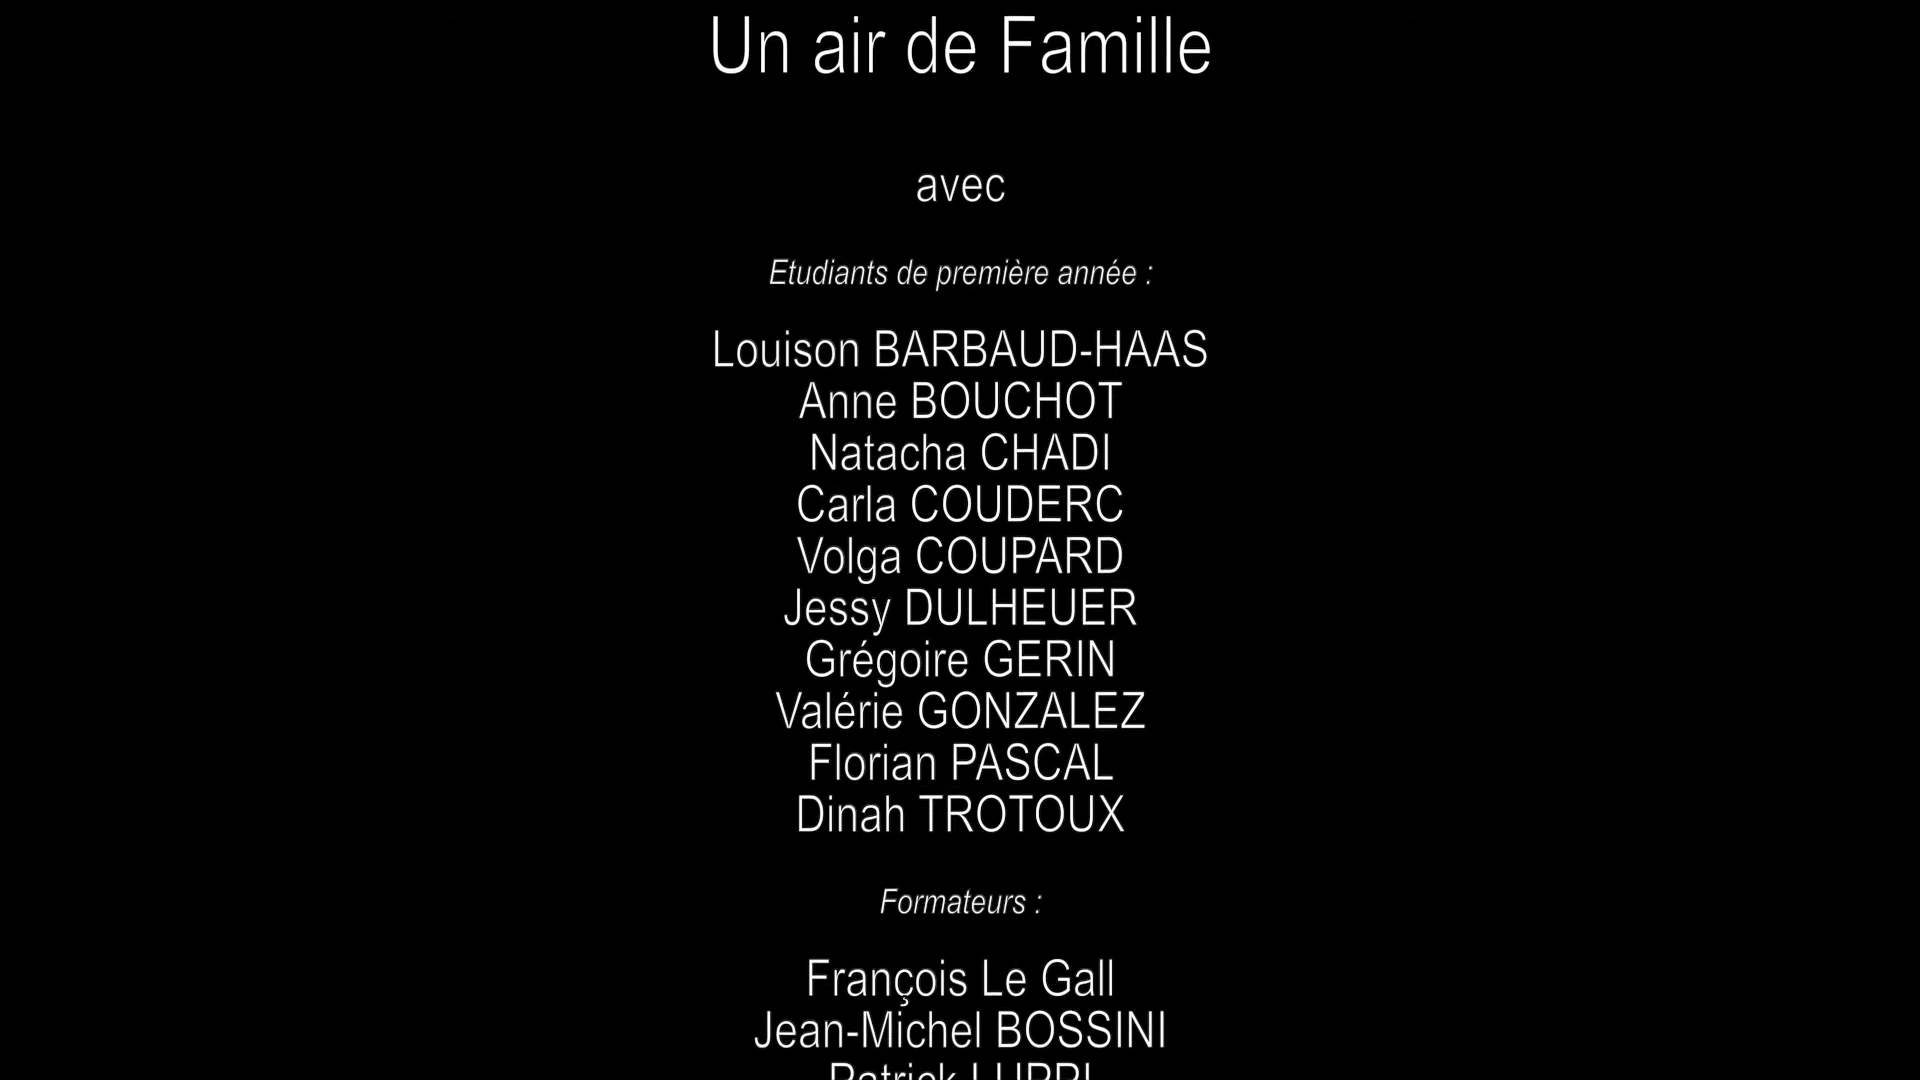 Un air de Famille
avec
Etudiants de première année :
Louison BARBAUD-HAAS
Anne BOUCHOT
Natacha CHADI
Carla COUDERC
Volga COUPARD
Jessy DULHEUER
Grégoire GERIN
Valérie GONZALEZ
Florian PASCAL
Dinah TROTOUX
Formateurs :
François Le Gall
Jean-Michel BOSSINI
Patrick